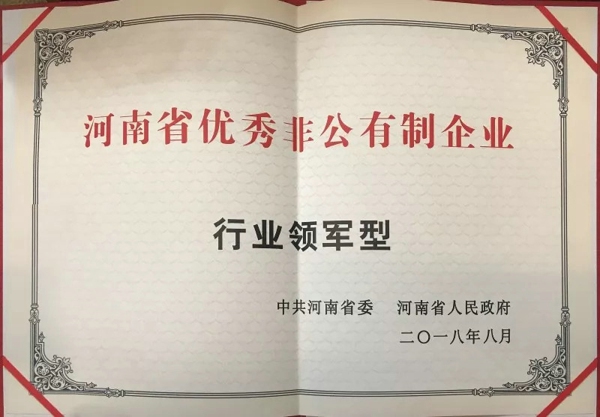 河南省优秀非公有制企业
行业领军型
中共河南省委 河南省人民政府
二〇一八年八月